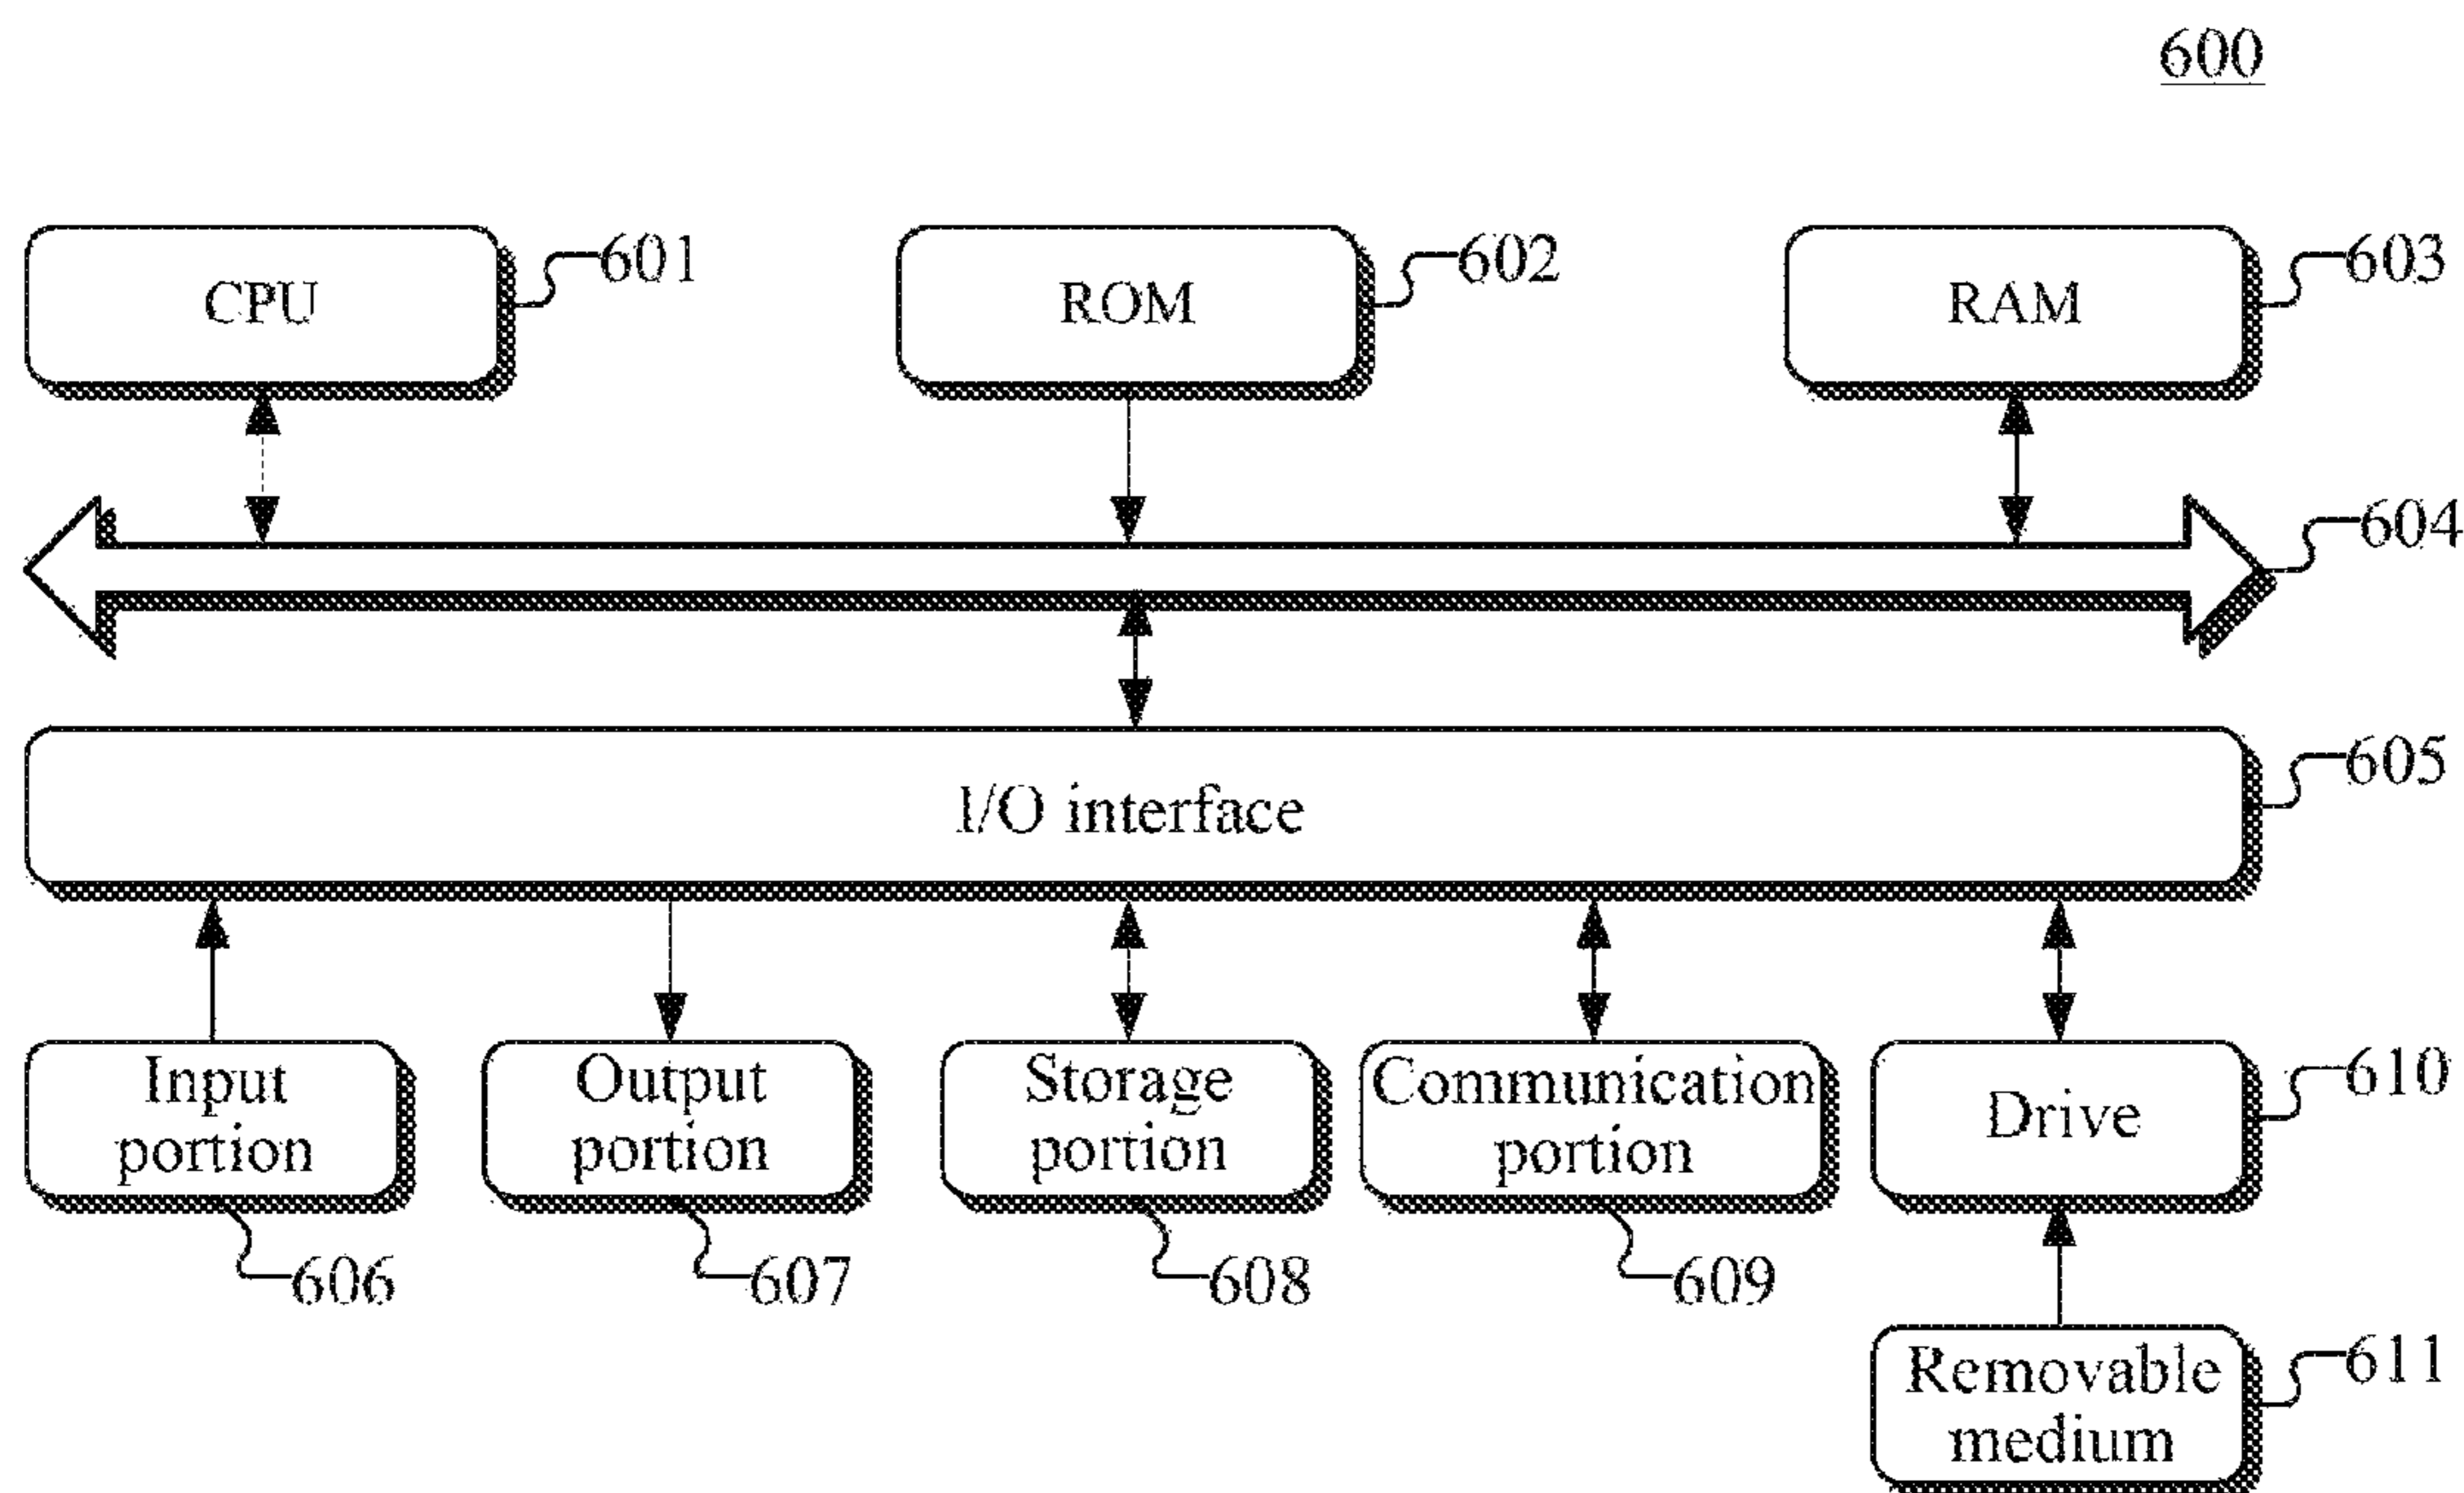 600
CPU
601
ROM
602
RAM
603
604
I/O interface
605
Input
portion
606
Output
portion
607
Storage
portion
608
Communication
portion
609
Drive
610
Removable
medium
611